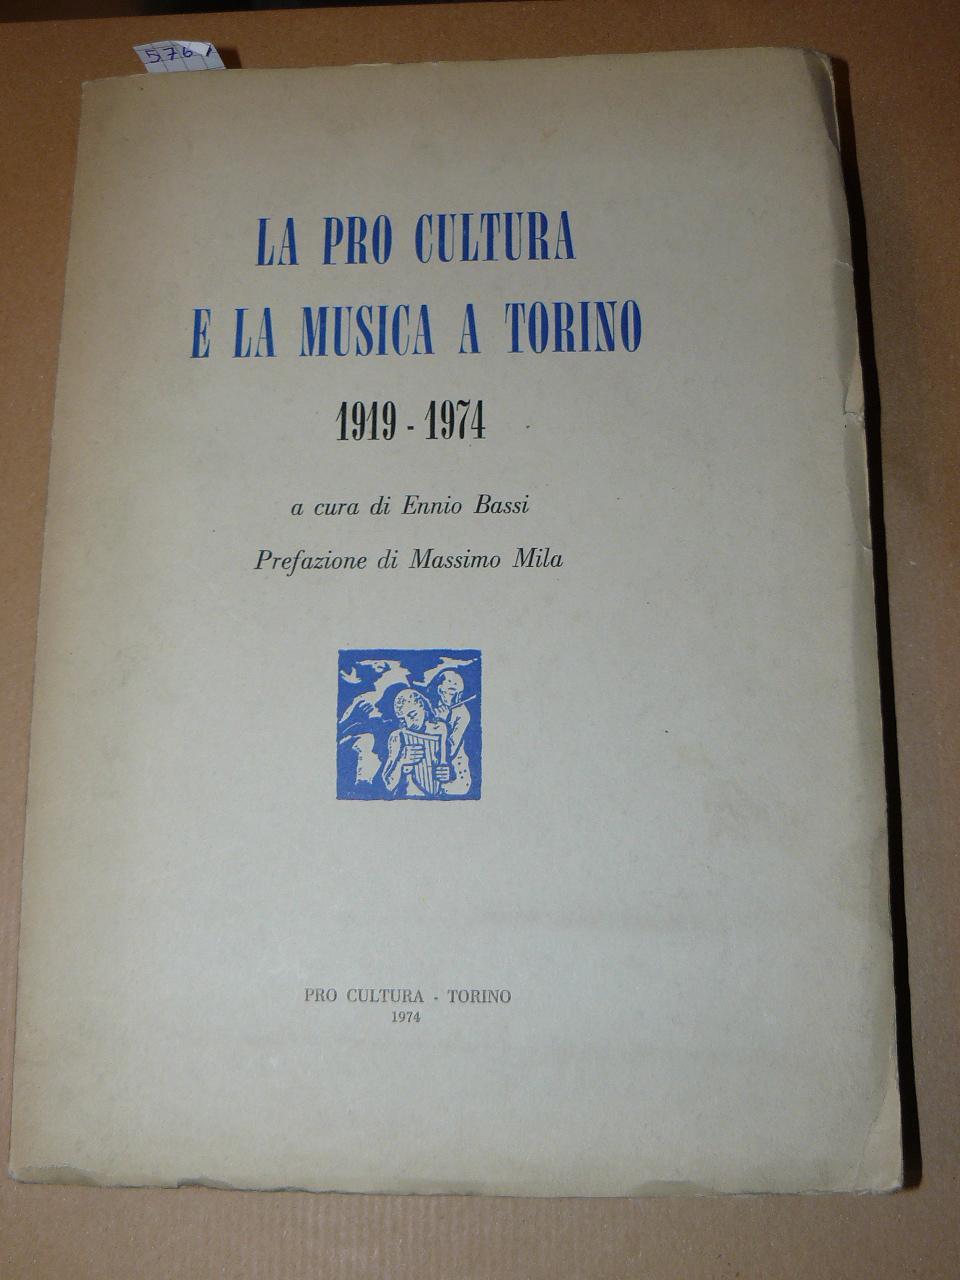 5761
LA PRO CULTURA
E LA MUSICA A TORINO
1919 - 1974
a cura di Ennio Bassi
Prefazione di Massimo Mila
PRO CULTURA - TORINO
1974